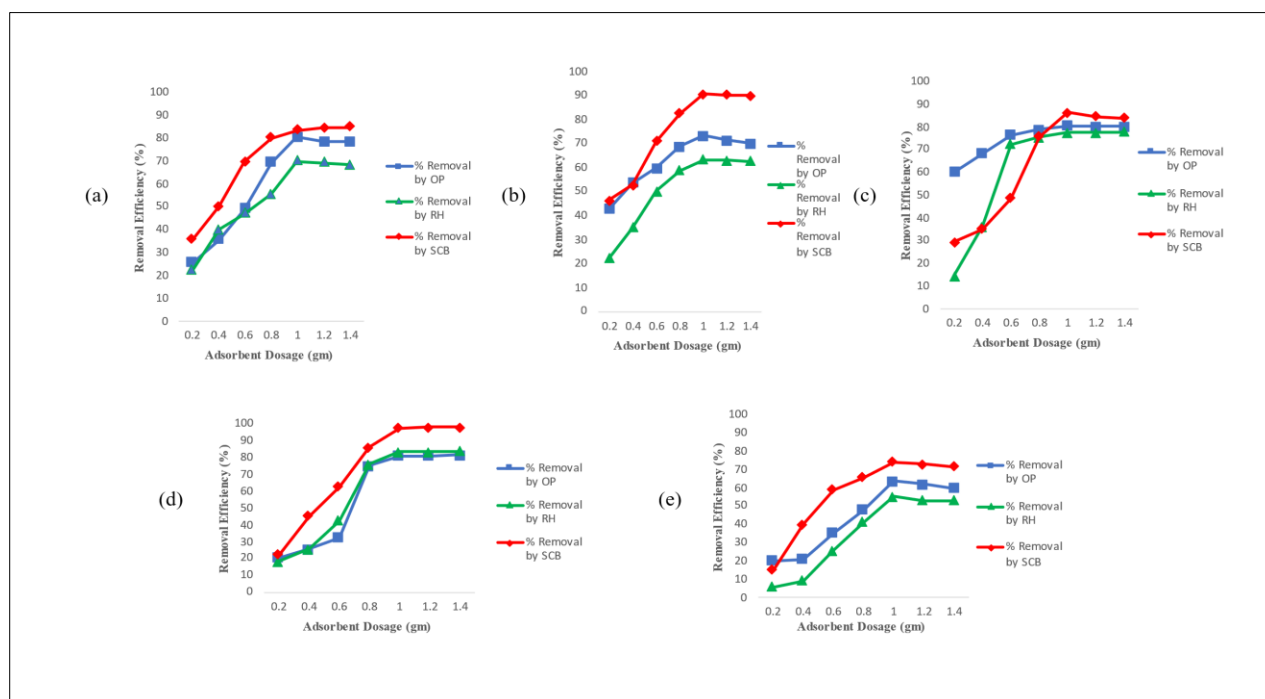 (a)
Removal Efficiency (%)
100
90
80
70
60
50
40
30
20
10
0
0.2 0.4 0.6 0.8 1 1.2 1.4
Adsorbent Dosage (gm)
% Removal
by OP
% Removal
by RH
% Removal
by SCB
(b)
Removal Efficiency (%)
100
90
80
70
60
50
40
30
20
10
0
0.2 0.4 0.6 0.8 1 1.2 1.4
Adsorbent Dosage (gm)
%
Removal
by OP
%
Removal
by RH
%
Removal
by SCB
(c)
Removal Efficiency (%)
100
90
80
70
60
50
40
30
20
10
0
0.2 0.4 0.6 0.8 1 1.2 1.4
Adsorbent Dosage (gm)
% Removal
by OP
% Removal
by RH
% Removal
by SCB
(d)
Removal Efficiency (%)
100
90
80
70
60
50
40
30
20
10
0
0.2 0.4 0.6 0.8 1 1.2 1.4
Adsorbent Dosage (gm)
% Removal
by OP
% Removal
by RH
% Removal
by SCB
(e)
Removal Efficiency (%)
100
90
80
70
60
50
40
30
20
10
0
0.2 0.4 0.6 0.8 1 1.2 1.4
Adsorbent Dosage (gm)
% Removal
by OP
% Removal
by RH
% Removal
by SCB